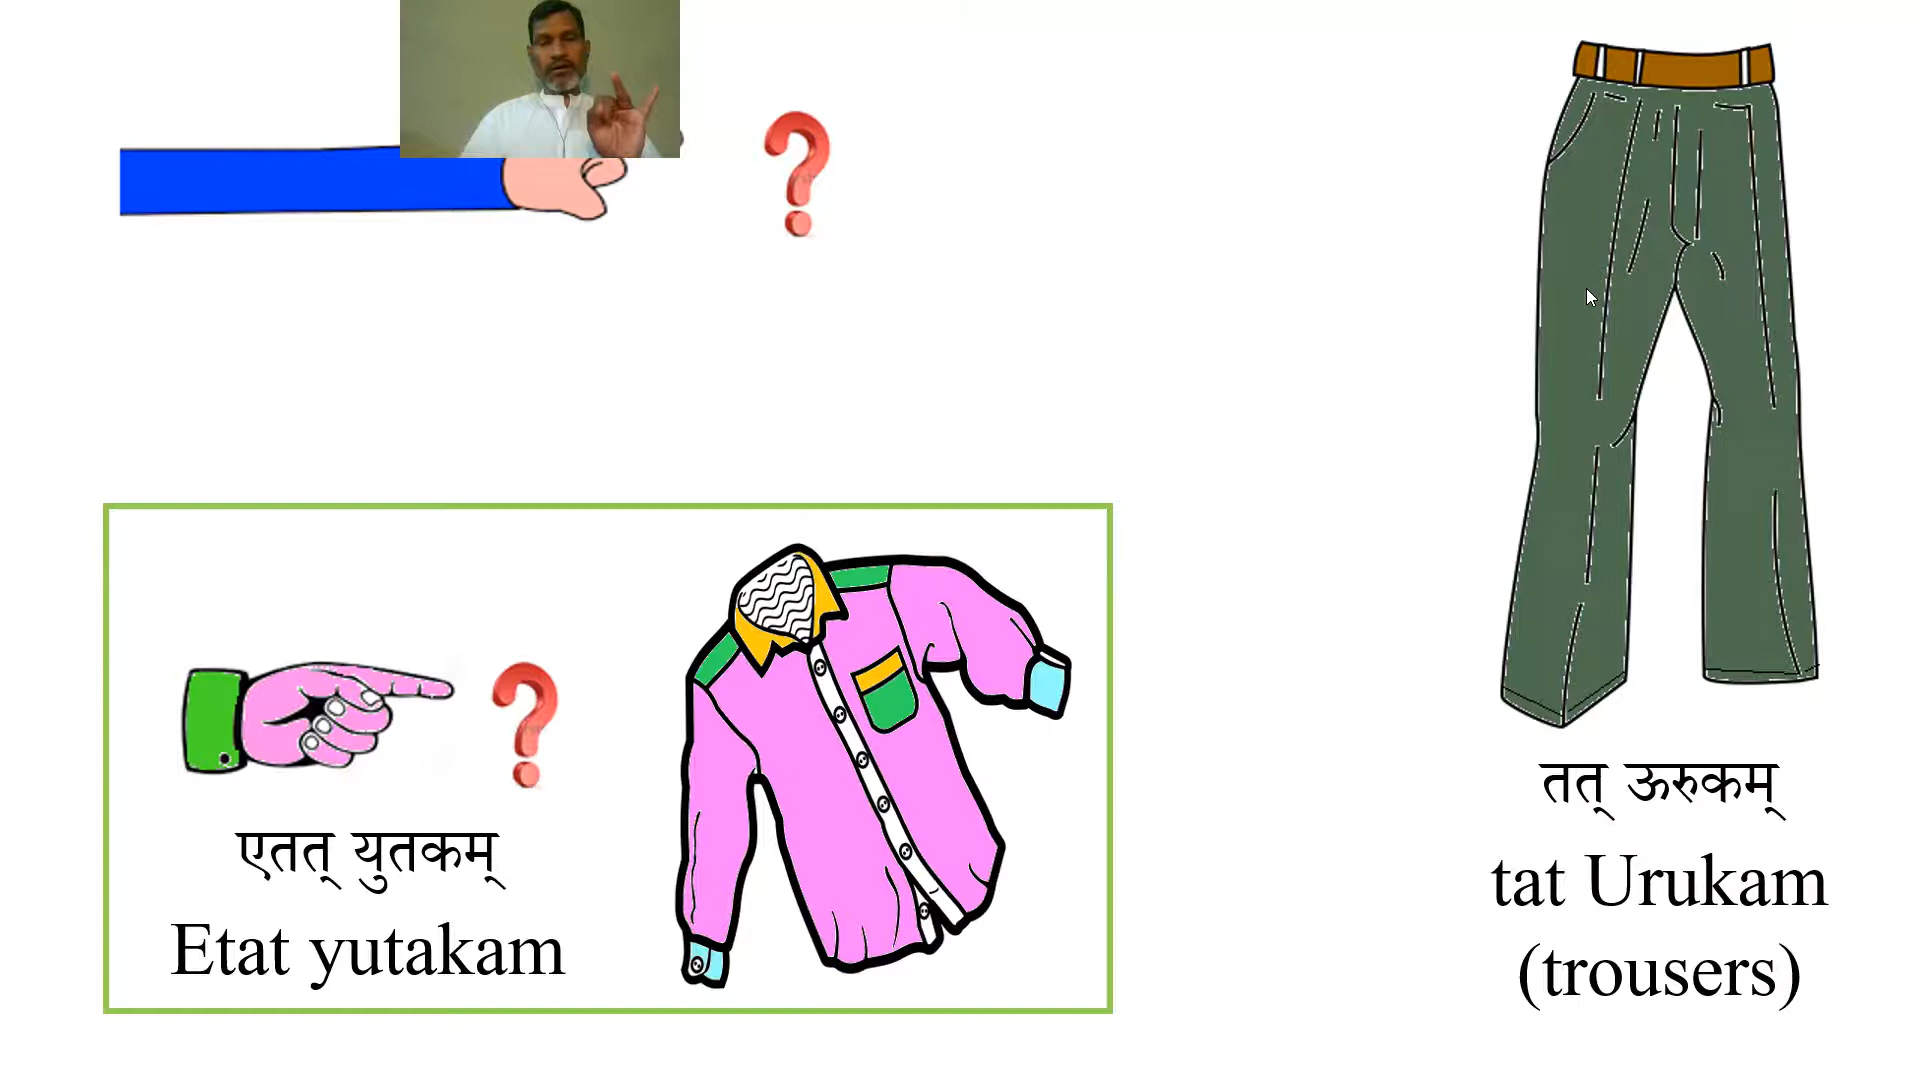 एतत् युतकम्
Etat yutakam
तत् ऊरुकम्
tat Urukam
(trousers)